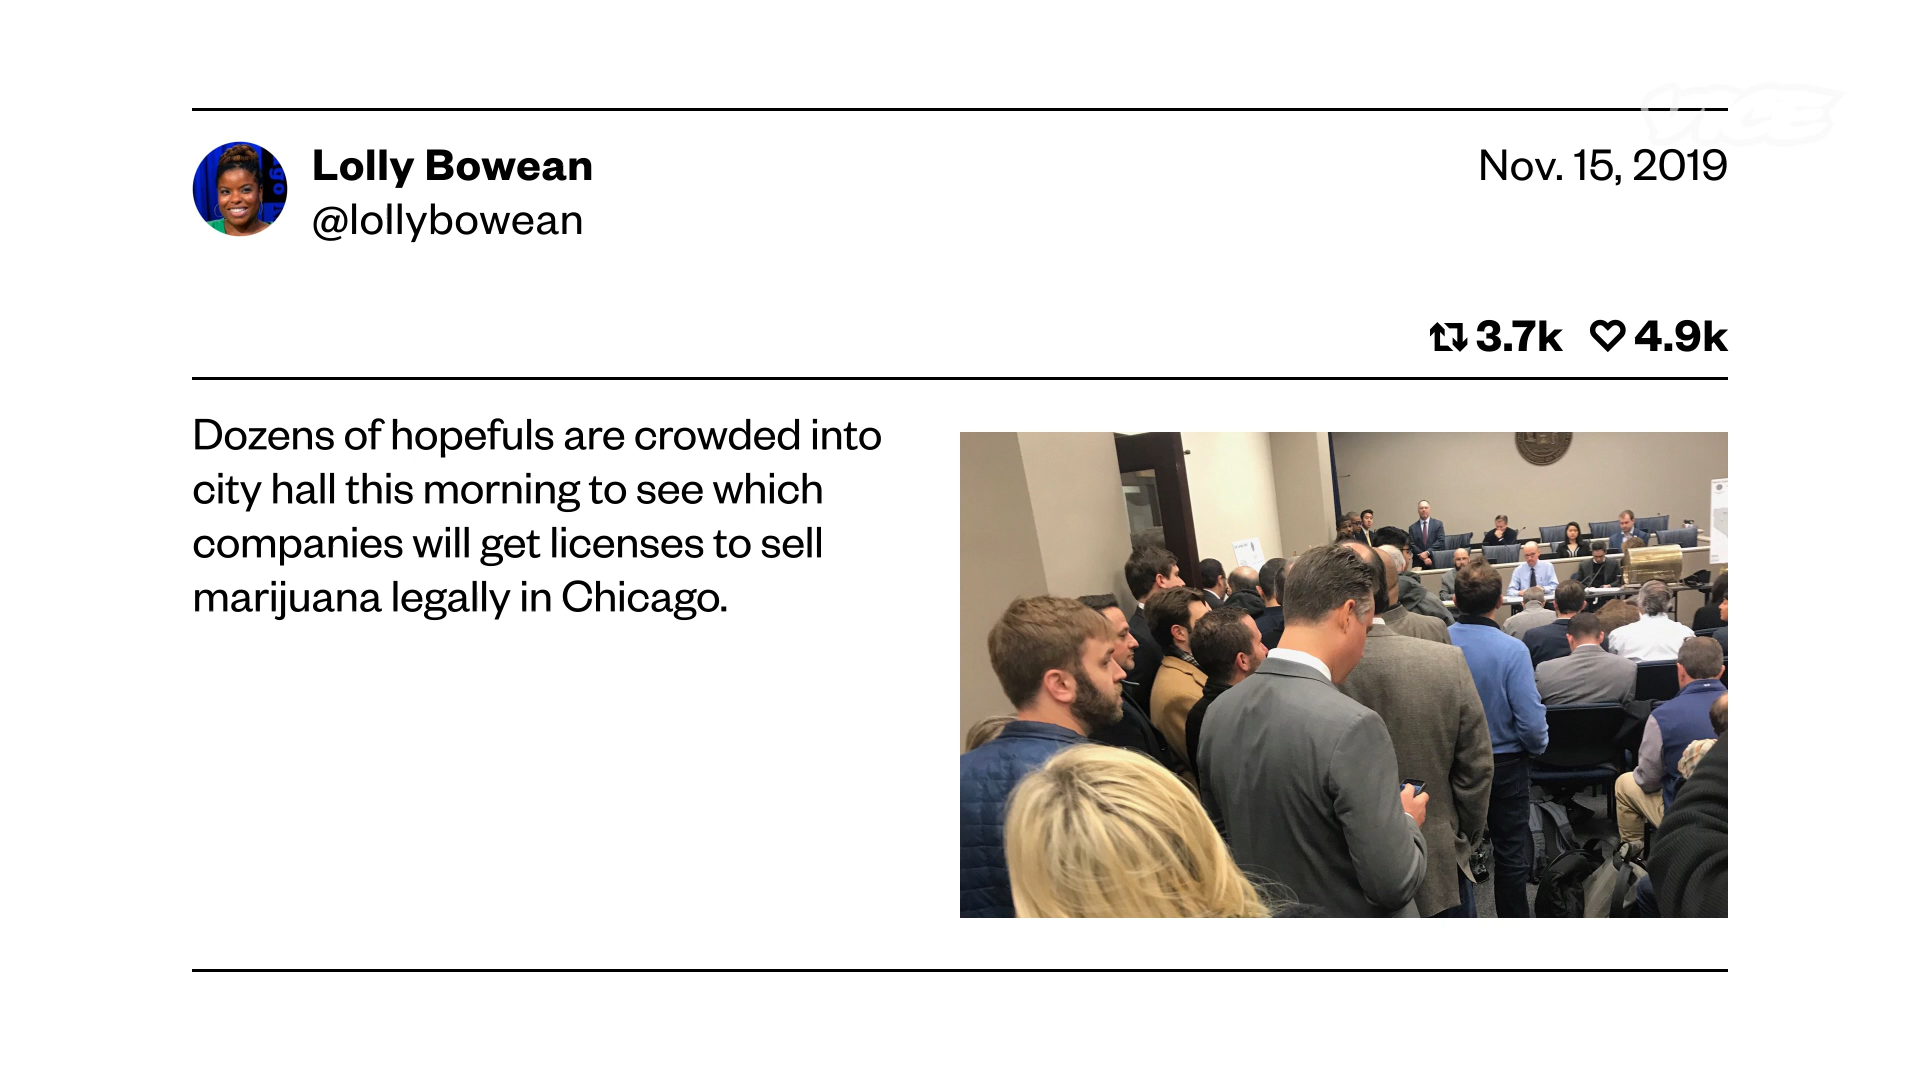 VICE
Lolly Bowean
@lollybowean
Nov. 15, 2019
3.7k 4.9k
Dozens of hopefuls are crowded into
city hall this morning to see which
companies will get licenses to sell
marijuana legally in Chicago.